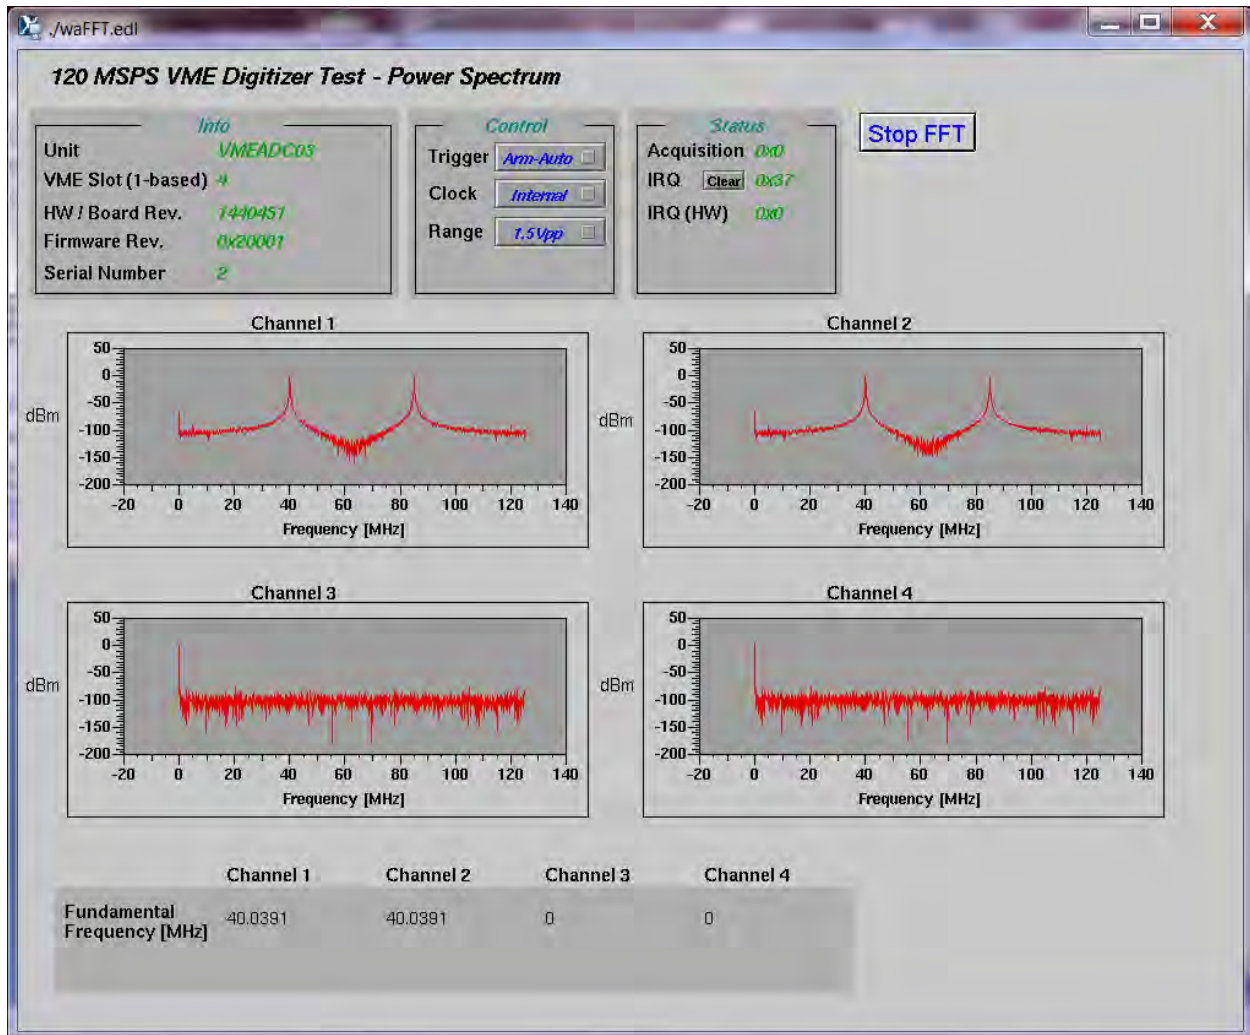 ./waFFT.edl
120 MSPS VME Digitizer Test - Power Spectrum
Info
Unit VMEADC03
VME Slot (1-based) 4
HW / Board Rev. 1440451
Firmware Rev. 0x20001
Serial Number 2
Control
Trigger Arm-Auto
Clock Internal
Range 1.5Vpp
Status
Acquisition 0x0
IRQ Clear 0x37
IRQ (HW) 0x0
Stop FFT
Channel 1
dBm
50
0
-50
-100
-150
-200
-20 0 20 40 60 80 100 120 140
Frequency [MHz]
Channel 2
dBm
50
0
-50
-100
-150
-200
-20 0 20 40 60 80 100 120 140
Frequency [MHz]
Channel 3
dBm
50
0
-50
-100
-150
-200
-20 0 20 40 60 80 100 120 140
Frequency [MHz]
Channel 4
dBm
50
0
-50
-100
-150
-200
-20 0 20 40 60 80 100 120 140
Frequency [MHz]
Channel 1 Channel 2 Channel 3 Channel 4
Fundamental
Frequency [MHz] 40.0391 40.0391 0 0